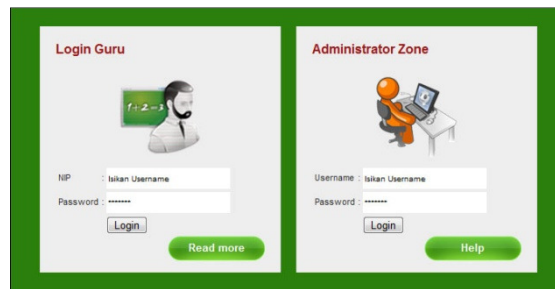 Login Guru
1+2=3
NIP : Isikan Username
Password : •••••••
Login
Read more
Administrator Zone
Username : Isikan Username
Password : •••••••
Login
Help